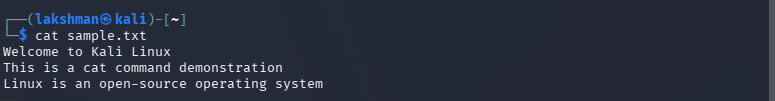 ┌──(lakshman㉿kali)-[~]
└─$ cat sample.txt
Welcome to Kali Linux
This is a cat command demonstration
Linux is an open-source operating system